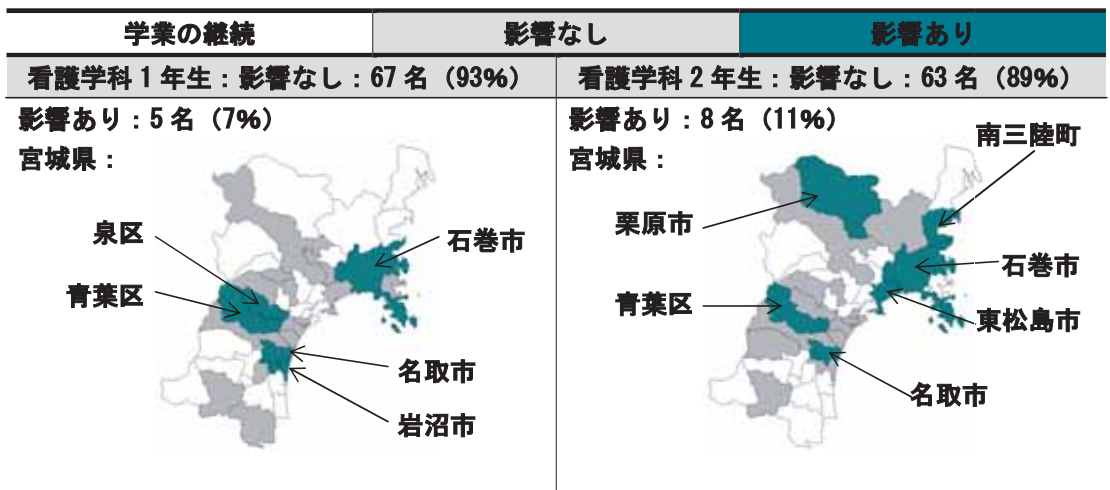 学業の継続 影響なし 影響あり
看護学科 1 年生：影響なし：67 名（93%）
影響あり：5 名（7%）
宮城県：
泉区
石巻市
青葉区
名取市
岩沼市
看護学科 2 年生：影響なし：63 名（89%）
影響あり：8 名（11%）
宮城県：
南三陸町
栗原市
石巻市
青葉区
東松島市
名取市